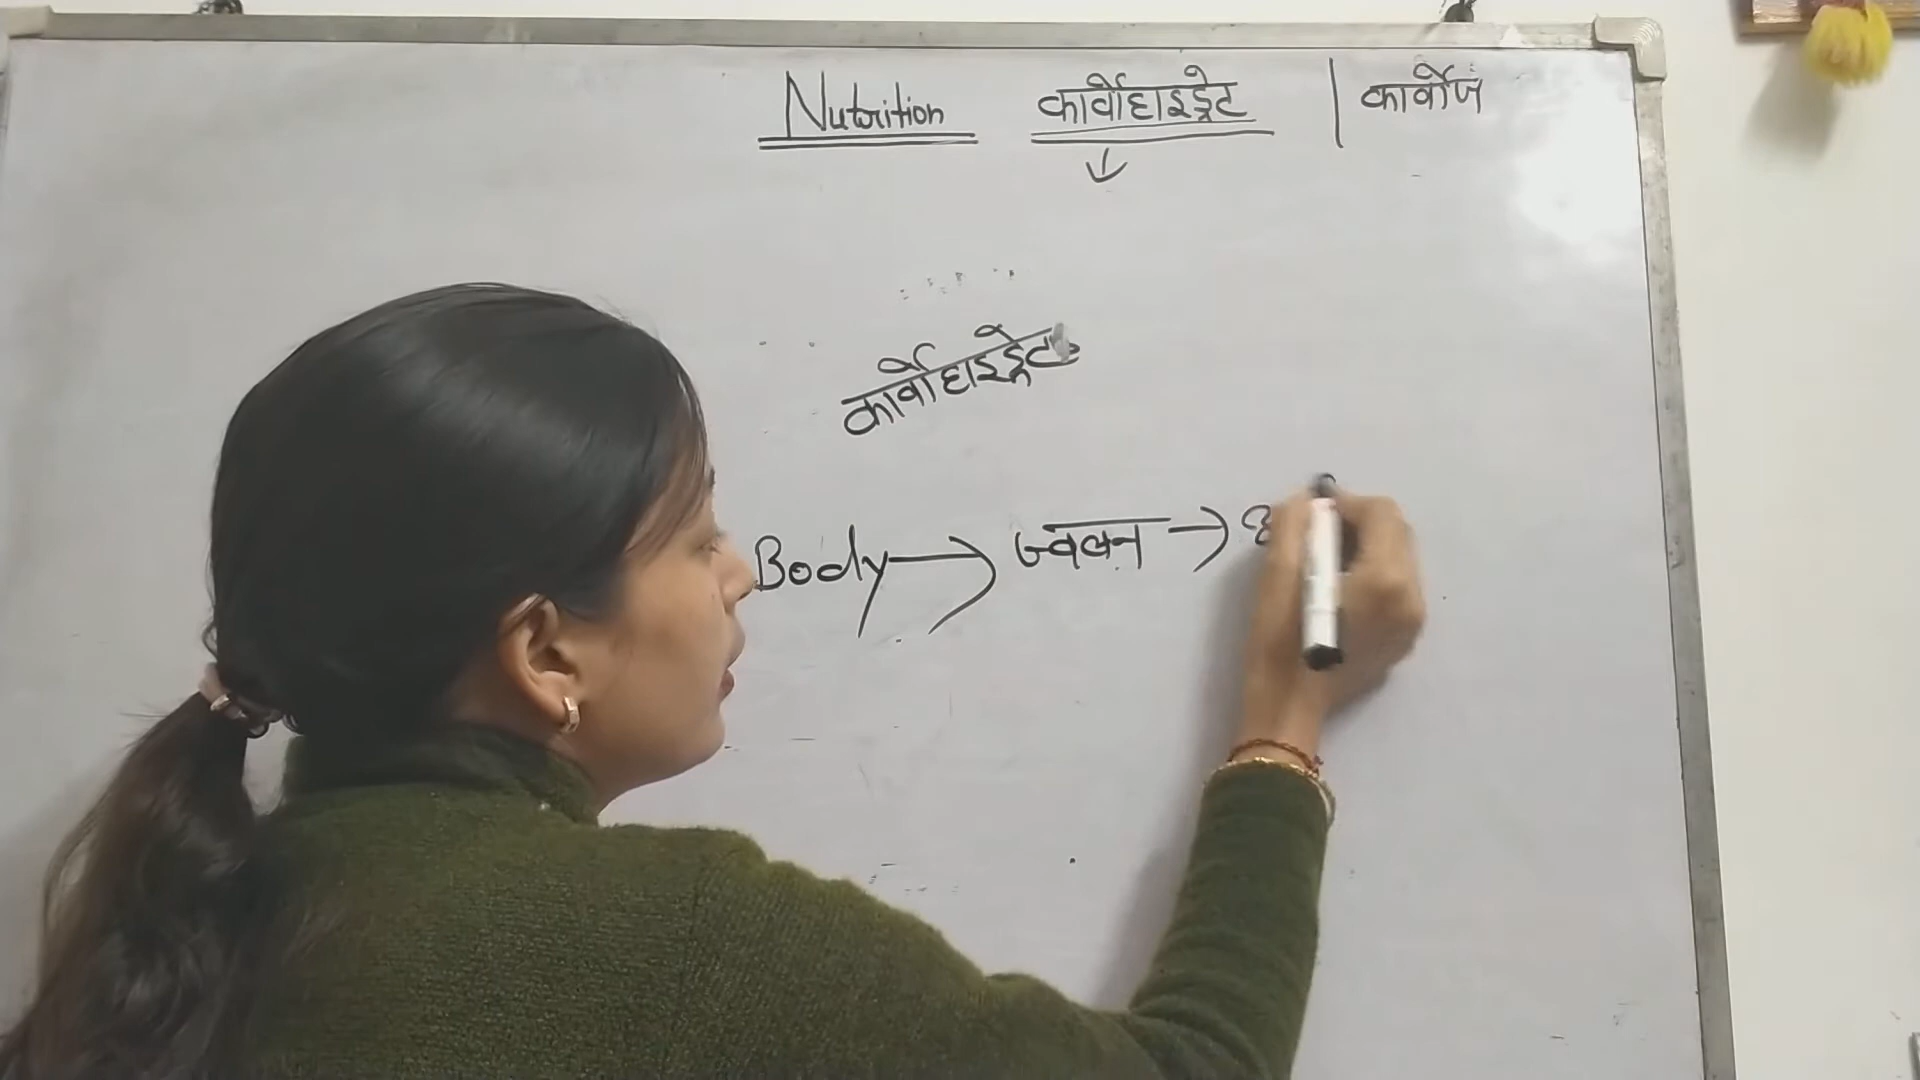 Nutrition कार्वोहाइड्रेट | कार्वोज
कार्वोहाइड्रेट
Body → ज्वलन →